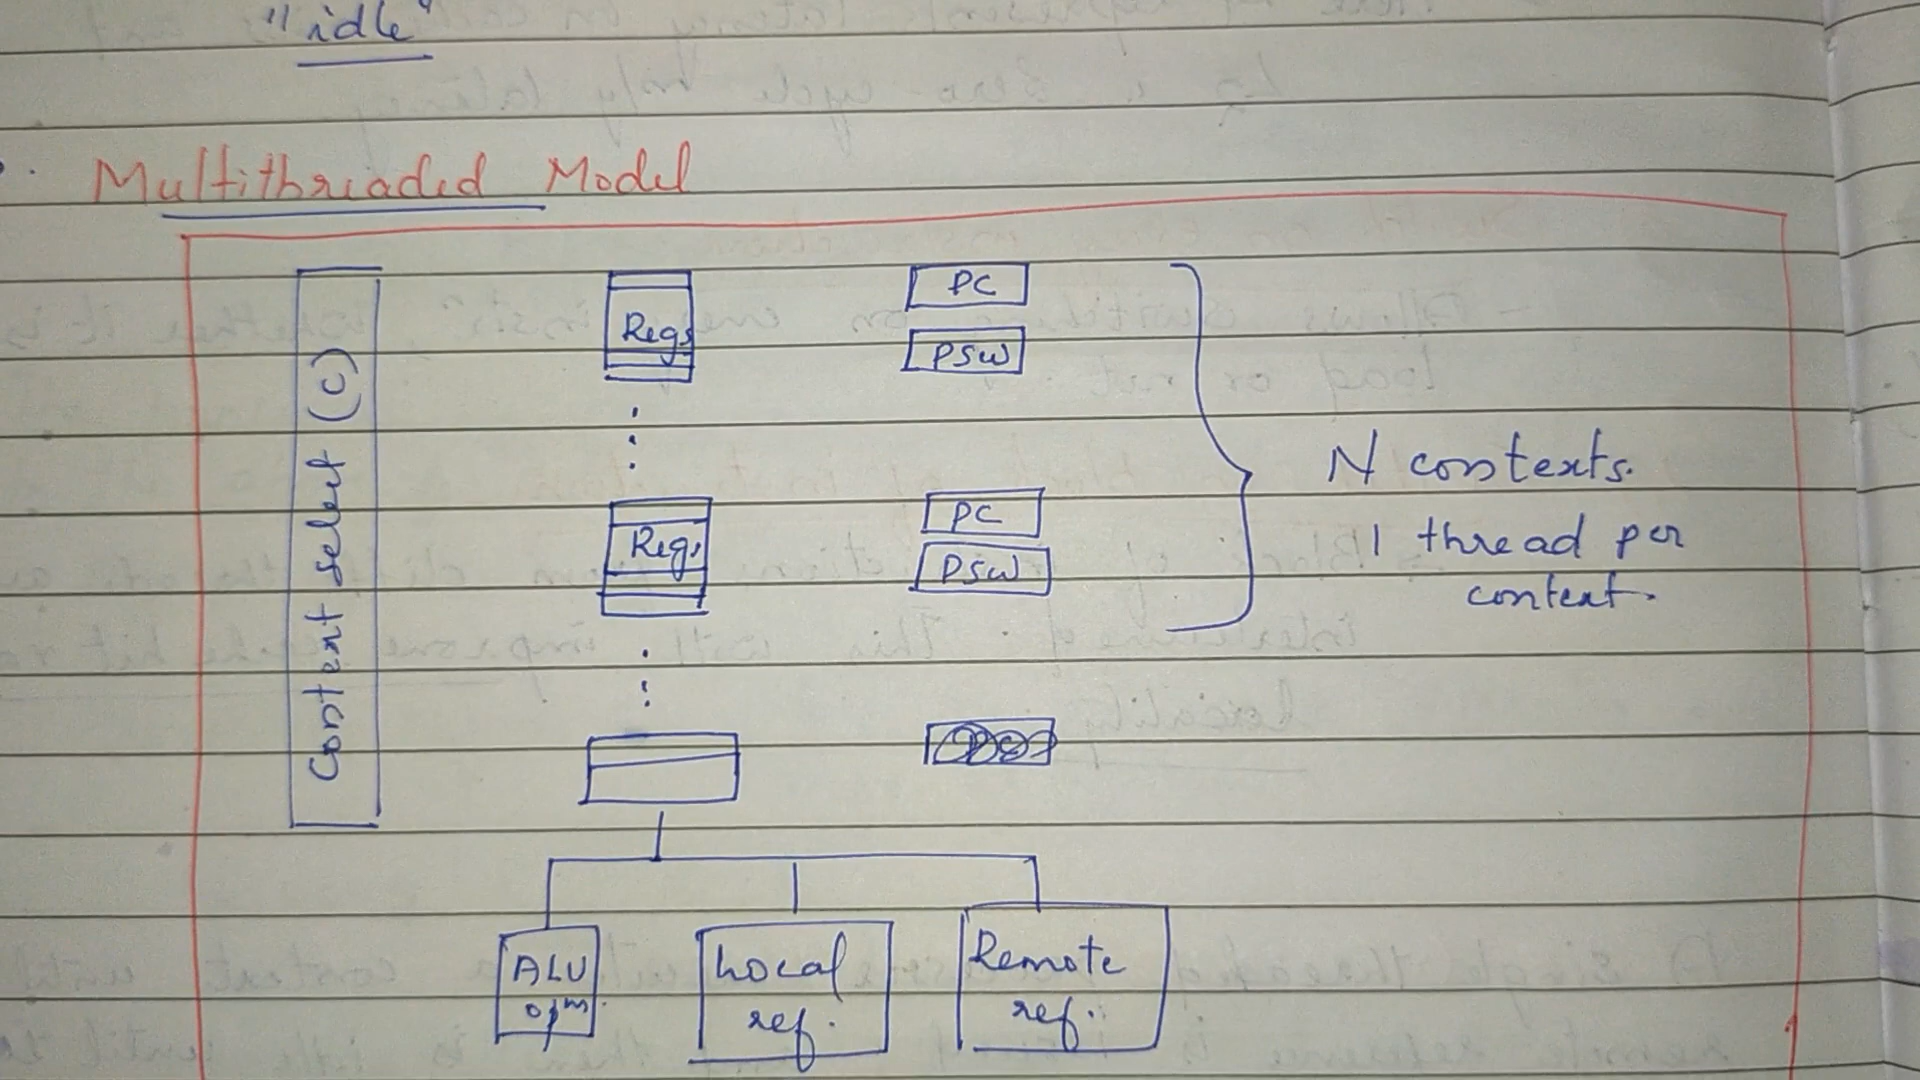 "idle"
Multithreaded Model
Context select (C)
Regs
PC
PSW
N contexts.
1 thread per
context.
Regs
PC
PSW
ALU
opn.
Local
ref.
Remote
ref.